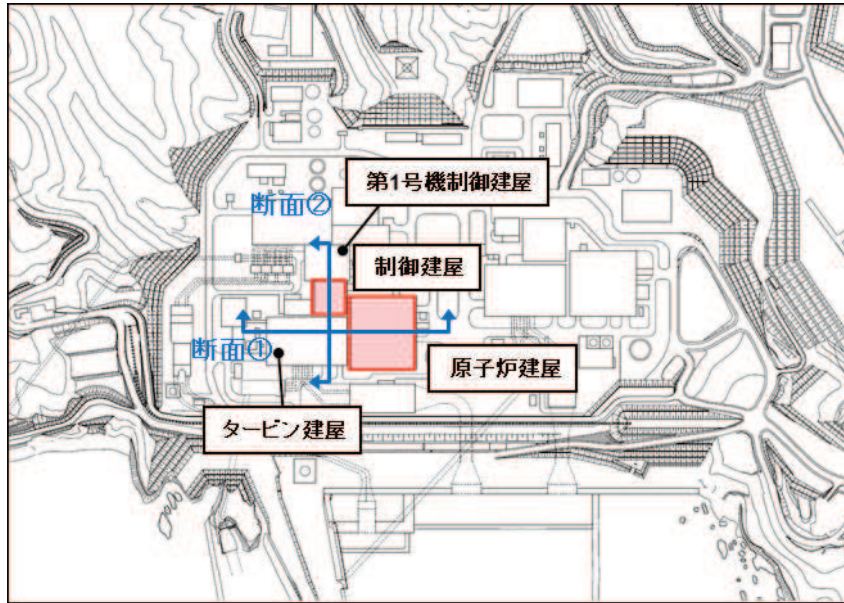 第1号機制御建屋
断面②
制御建屋
断面①
原子炉建屋
タービン建屋